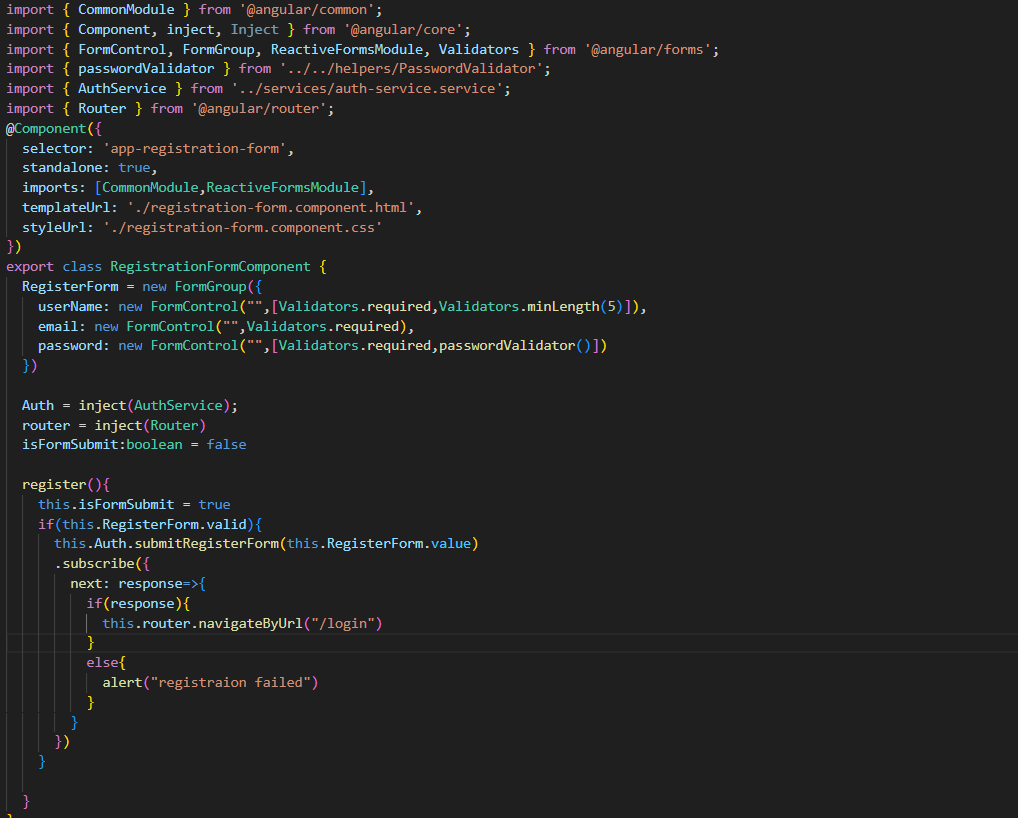 import { CommonModule } from '@angular/common';
import { Component, inject, Inject } from '@angular/core';
import { FormControl, FormGroup, ReactiveFormsModule, Validators } from '@angular/forms';
import { passwordValidator } from '../../helpers/PasswordValidator';
import { AuthService } from '../services/auth-service.service';
import { Router } from '@angular/router';
@Component({
  selector: 'app-registration-form',
  standalone: true,
  imports: [CommonModule,ReactiveFormsModule],
  templateUrl: './registration-form.component.html',
  styleUrl: './registration-form.component.css'
})
export class RegistrationFormComponent {
  RegisterForm = new FormGroup({
    userName: new FormControl("",[Validators.required,Validators.minLength(5)]),
    email: new FormControl("",Validators.required),
    password: new FormControl("",[Validators.required,passwordValidator()])
  })

  Auth = inject(AuthService);
  router = inject(Router)
  isFormSubmit:boolean = false

  register(){
    this.isFormSubmit = true
    if(this.RegisterForm.valid){
      this.Auth.submitRegisterForm(this.RegisterForm.value)
      .subscribe({
        next: response=>{
          if(response){
            this.router.navigateByUrl("/login")
          }
          else{
            alert("registraion failed")
          }
        }
      })
    }

  }
}